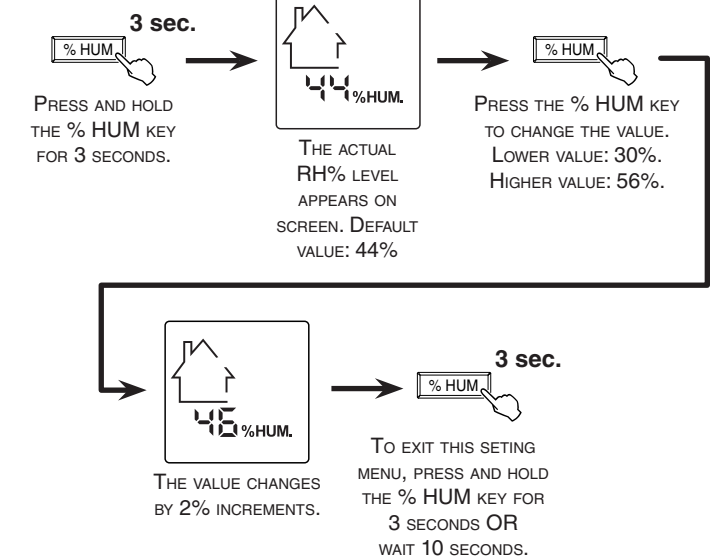 3 sec.
% HUM
PRESS AND HOLD
THE % HUM KEY
FOR 3 SECONDS.
44 %HUM.
THE ACTUAL
RH% LEVEL
APPEARS ON
SCREEN. DEFAULT
VALUE: 44%
% HUM
PRESS THE % HUM KEY
TO CHANGE THE VALUE.
LOWER VALUE: 30%.
HIGHER VALUE: 56%.
46 %HUM.
THE VALUE CHANGES
BY 2% INCREMENTS.
3 sec.
% HUM
TO EXIT THIS SETING
MENU, PRESS AND HOLD
THE % HUM KEY FOR
3 SECONDS OR
WAIT 10 SECONDS.